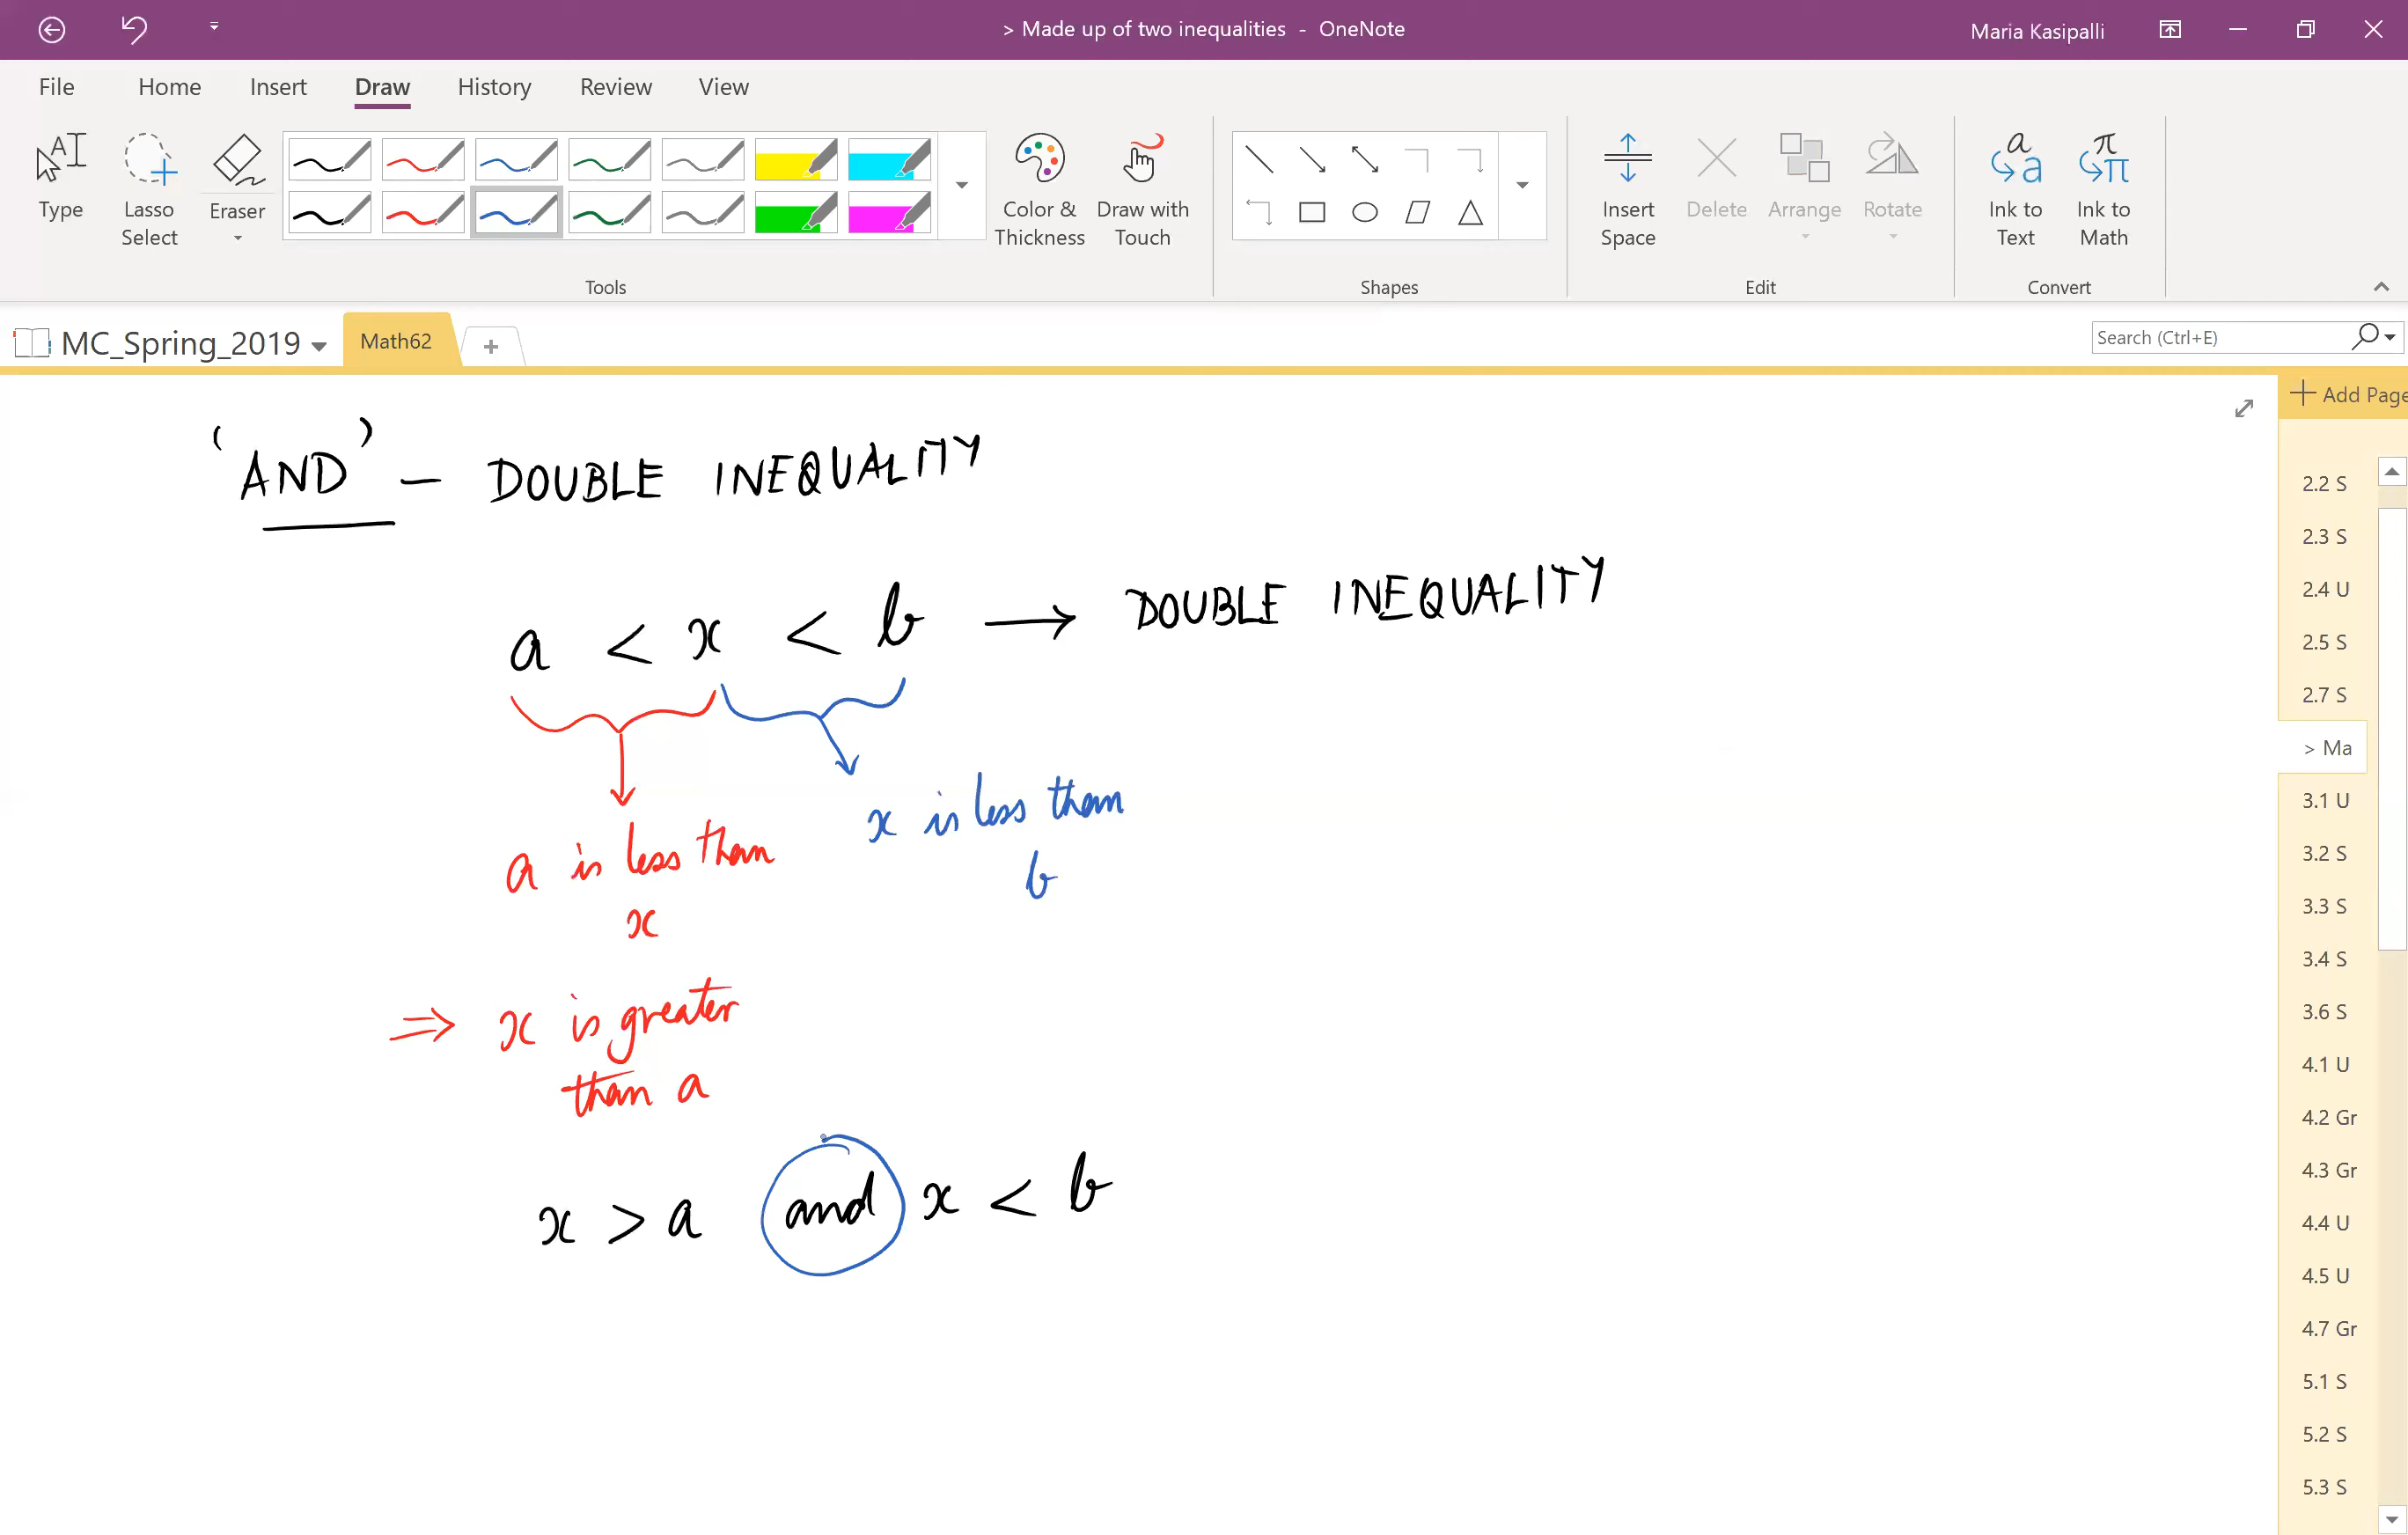 > Made up of two inequalities - OneNote
Maria Kasipalli
File Home Insert Draw History Review View
Type
Lasso Select
Eraser
Color & Thickness
Draw with Touch
Insert Space
Delete
Arrange
Rotate
Ink to Text
Ink to Math
Tools
Shapes
Edit
Convert
MC_Spring_2019
Math62
Search (Ctrl+E)
Add Page
'AND' - DOUBLE INEQUALITY
a < x < b → DOUBLE INEQUALITY
a is less than
x
x is less than
b
⇒ x is greater
than a
x > a and x < b
2.2 S
2.3 S
2.4 U
2.5 S
2.7 S
> Ma
3.1 U
3.2 S
3.3 S
3.4 S
3.6 S
4.1 U
4.2 Gr
4.3 Gr
4.4 U
4.5 U
4.7 Gr
5.1 S
5.2 S
5.3 S